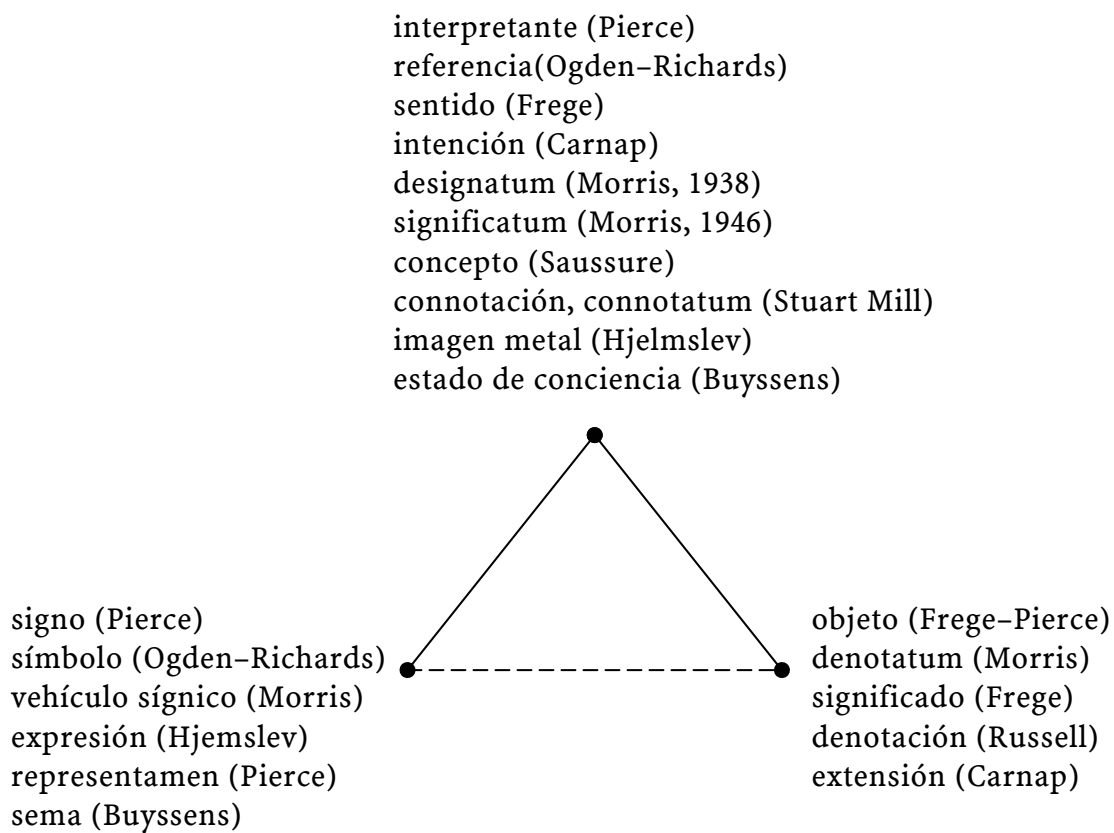 interpretante (Pierce)
referencia(Ogden–Richards)
sentido (Frege)
intención (Carnap)
designatum (Morris, 1938)
significatum (Morris, 1946)
concepto (Saussure)
connotación, connotatum (Stuart Mill)
imagen metal (Hjelmslev)
estado de conciencia (Buyssens)
signo (Pierce)
símbolo (Ogden–Richards)
vehículo sígnico (Morris)
expresión (Hjemslev)
representamen (Pierce)
sema (Buyssens)
objeto (Frege–Pierce)
denotatum (Morris)
significado (Frege)
denotación (Russell)
extensión (Carnap)